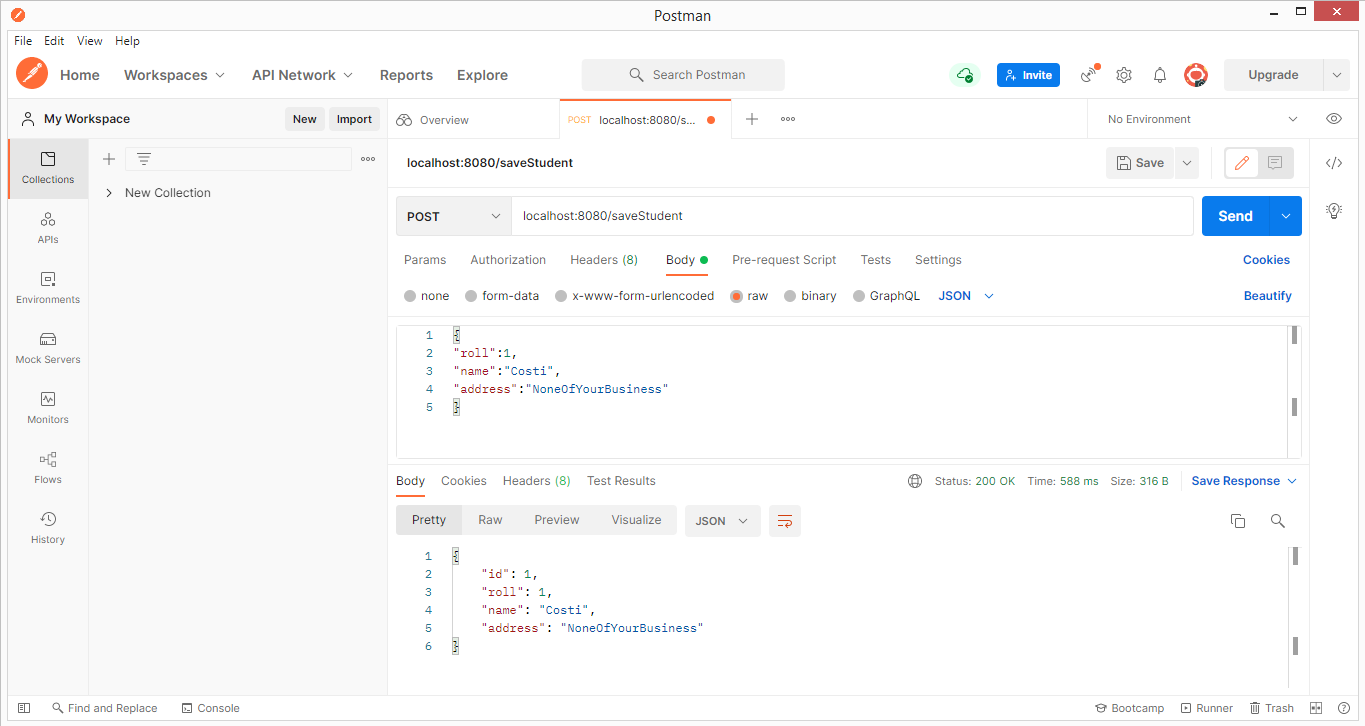 Postman
File Edit View Help
Home Workspaces API Network Reports Explore Search Postman Invite Upgrade
My Workspace New Import Overview POST localhost:8080/s... No Environment
Collections
APIs
Environments
Mock Servers
Monitors
Flows
History
New Collection
localhost:8080/saveStudent Save
POST localhost:8080/saveStudent Send
Params Authorization Headers (8) Body Pre-request Script Tests Settings Cookies
none form-data x-www-form-urlencoded raw binary GraphQL JSON Beautify
1 {
2 "roll":1,
3 "name":"Costi",
4 "address":"NoneOfYourBusiness"
5 }
Body Cookies Headers (8) Test Results Status: 200 OK Time: 588 ms Size: 316 B Save Response
Pretty Raw Preview Visualize JSON
1 {
2 "id": 1,
3 "roll": 1,
4 "name": "Costi",
5 "address": "NoneOfYourBusiness"
6 }
Find and Replace Console Bootcamp Runner Trash